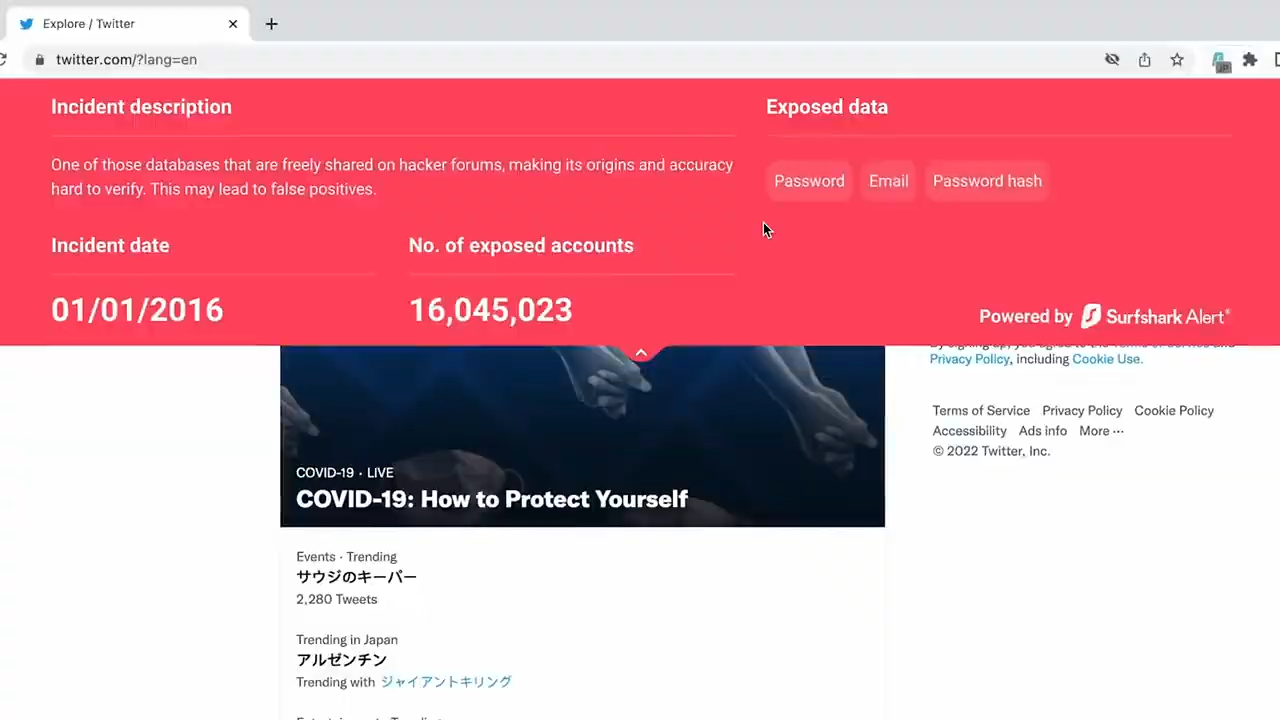 Explore / Twitter
twitter.com/?lang=en
JP
Incident description
One of those databases that are freely shared on hacker forums, making its origins and accuracy
hard to verify. This may lead to false positives.
Incident date
01/01/2016
No. of exposed accounts
16,045,023
Exposed data
Password Email Password hash
Powered by Surfshark Alert®
Privacy Policy, including Cookie Use.
Terms of Service Privacy Policy Cookie Policy
Accessibility Ads info More ···
© 2022 Twitter, Inc.
COVID-19 · LIVE
COVID-19: How to Protect Yourself
Events · Trending
サウジのキーパー
2,280 Tweets
Trending in Japan
アルゼンチン
Trending with ジャイアントキリング